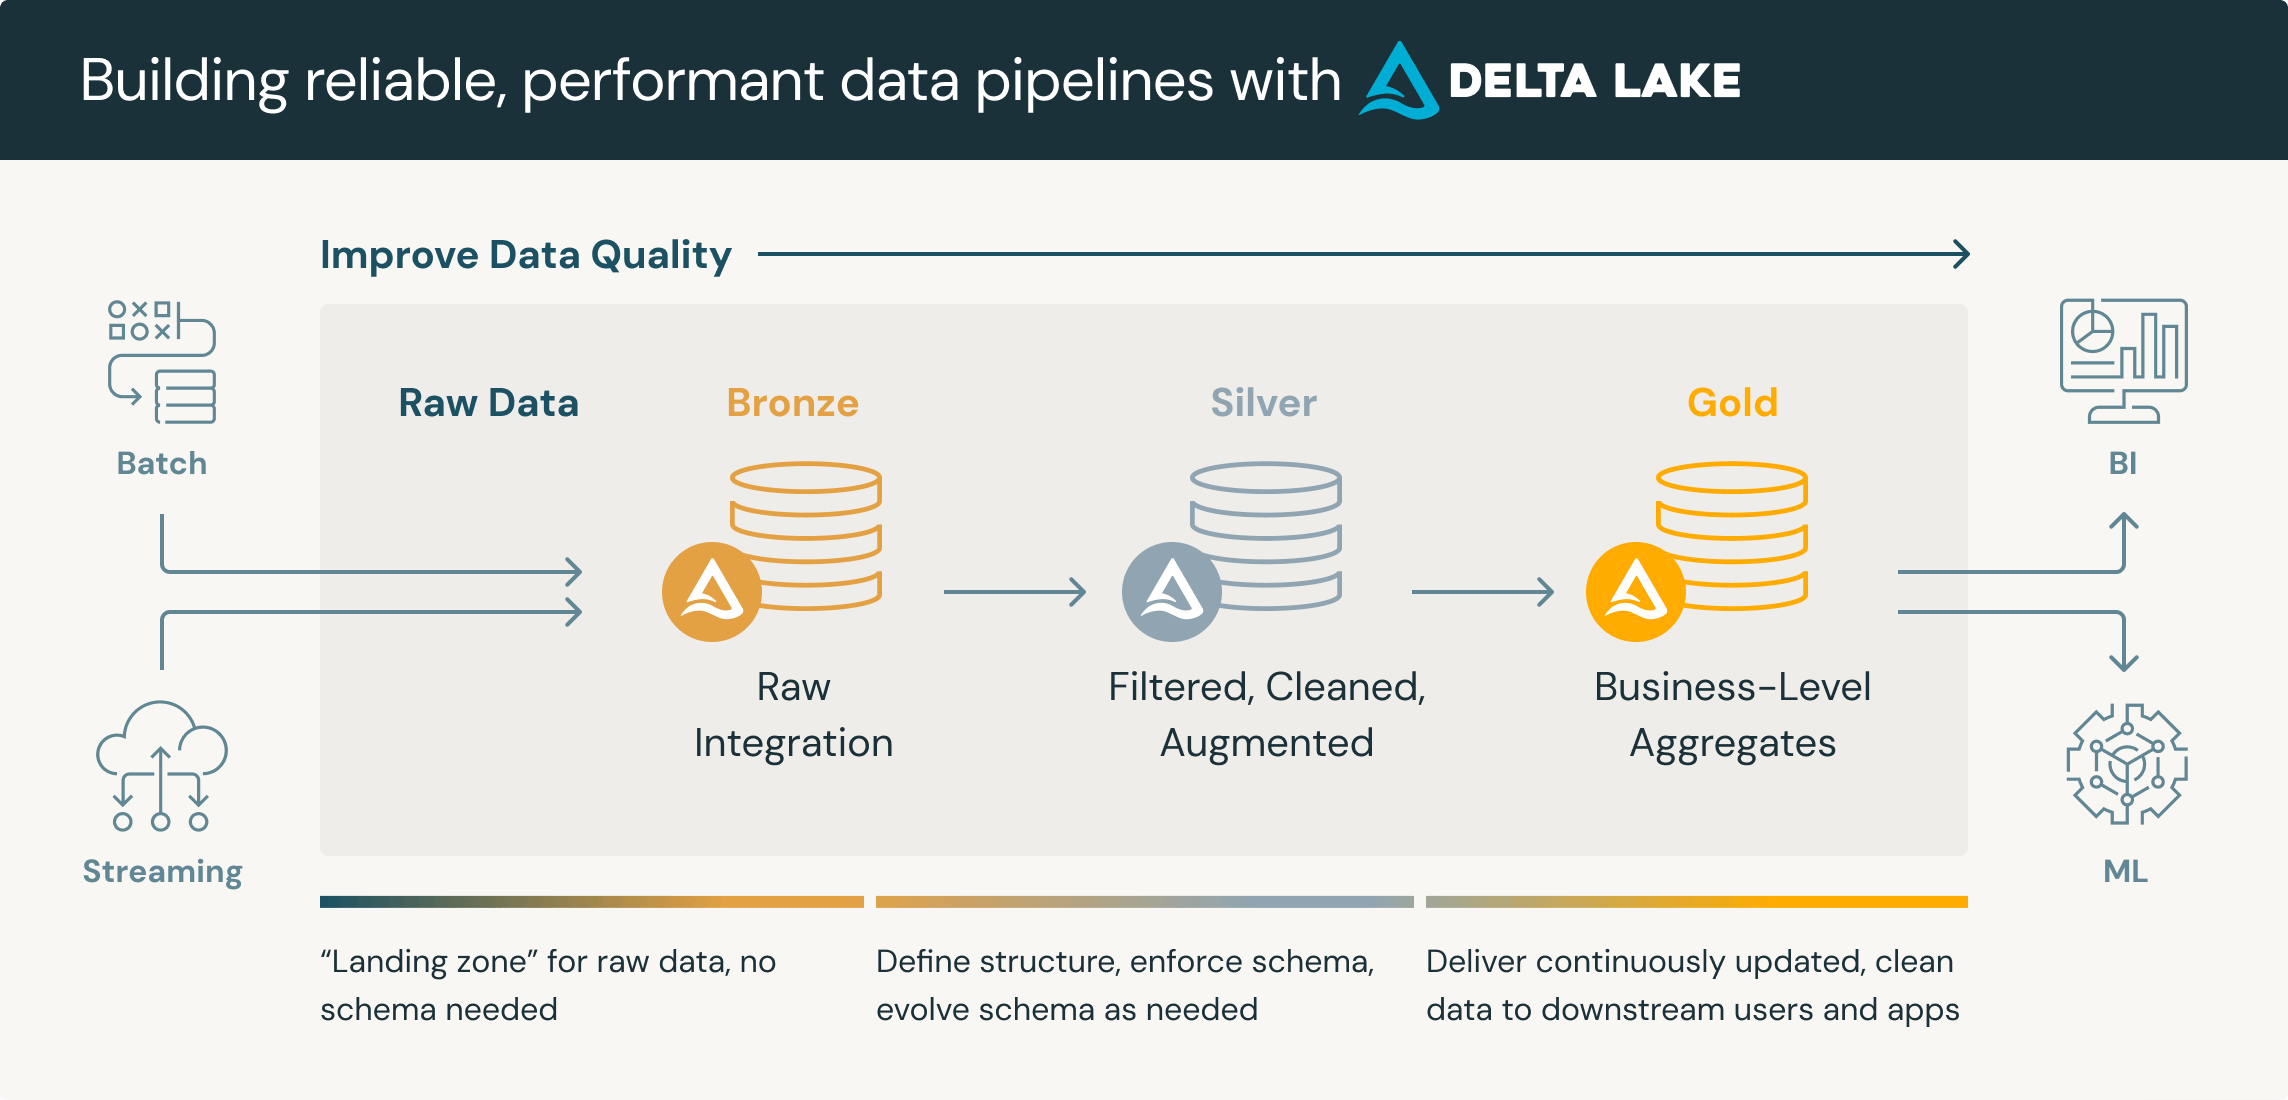 Building reliable, performant data pipelines with DELTA LAKE
Improve Data Quality
Batch
Streaming
Raw Data
Bronze
Raw
Integration
Silver
Filtered, Cleaned,
Augmented
Gold
Business-Level
Aggregates
BI
ML
“Landing zone” for raw data, no
schema needed
Define structure, enforce schema,
evolve schema as needed
Deliver continuously updated, clean
data to downstream users and apps